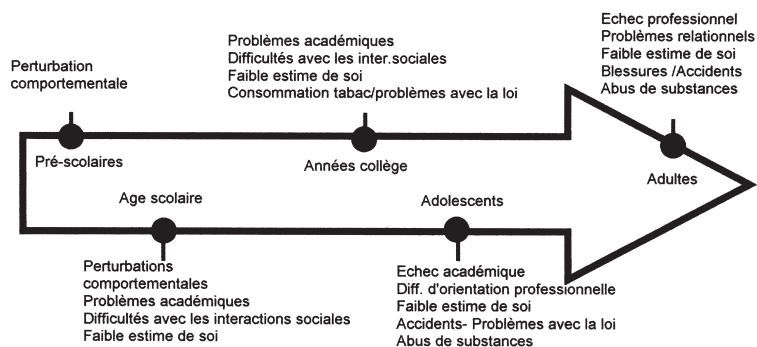 Perturbation
comportementale
Pré-scolaires
Age scolaire
Perturbations
comportementales
Problèmes académiques
Difficultés avec les interactions sociales
Faible estime de soi
Problèmes académiques
Difficultés avec les inter.sociales
Faible estime de soi
Consommation tabac/problèmes avec la loi
Années collège
Adolescents
Echec académique
Diff. d'orientation professionnelle
Faible estime de soi
Accidents- Problèmes avec la loi
Abus de substances
Echec professionnel
Problèmes relationnels
Faible estime de soi
Blessures /Accidents
Abus de substances
Adultes